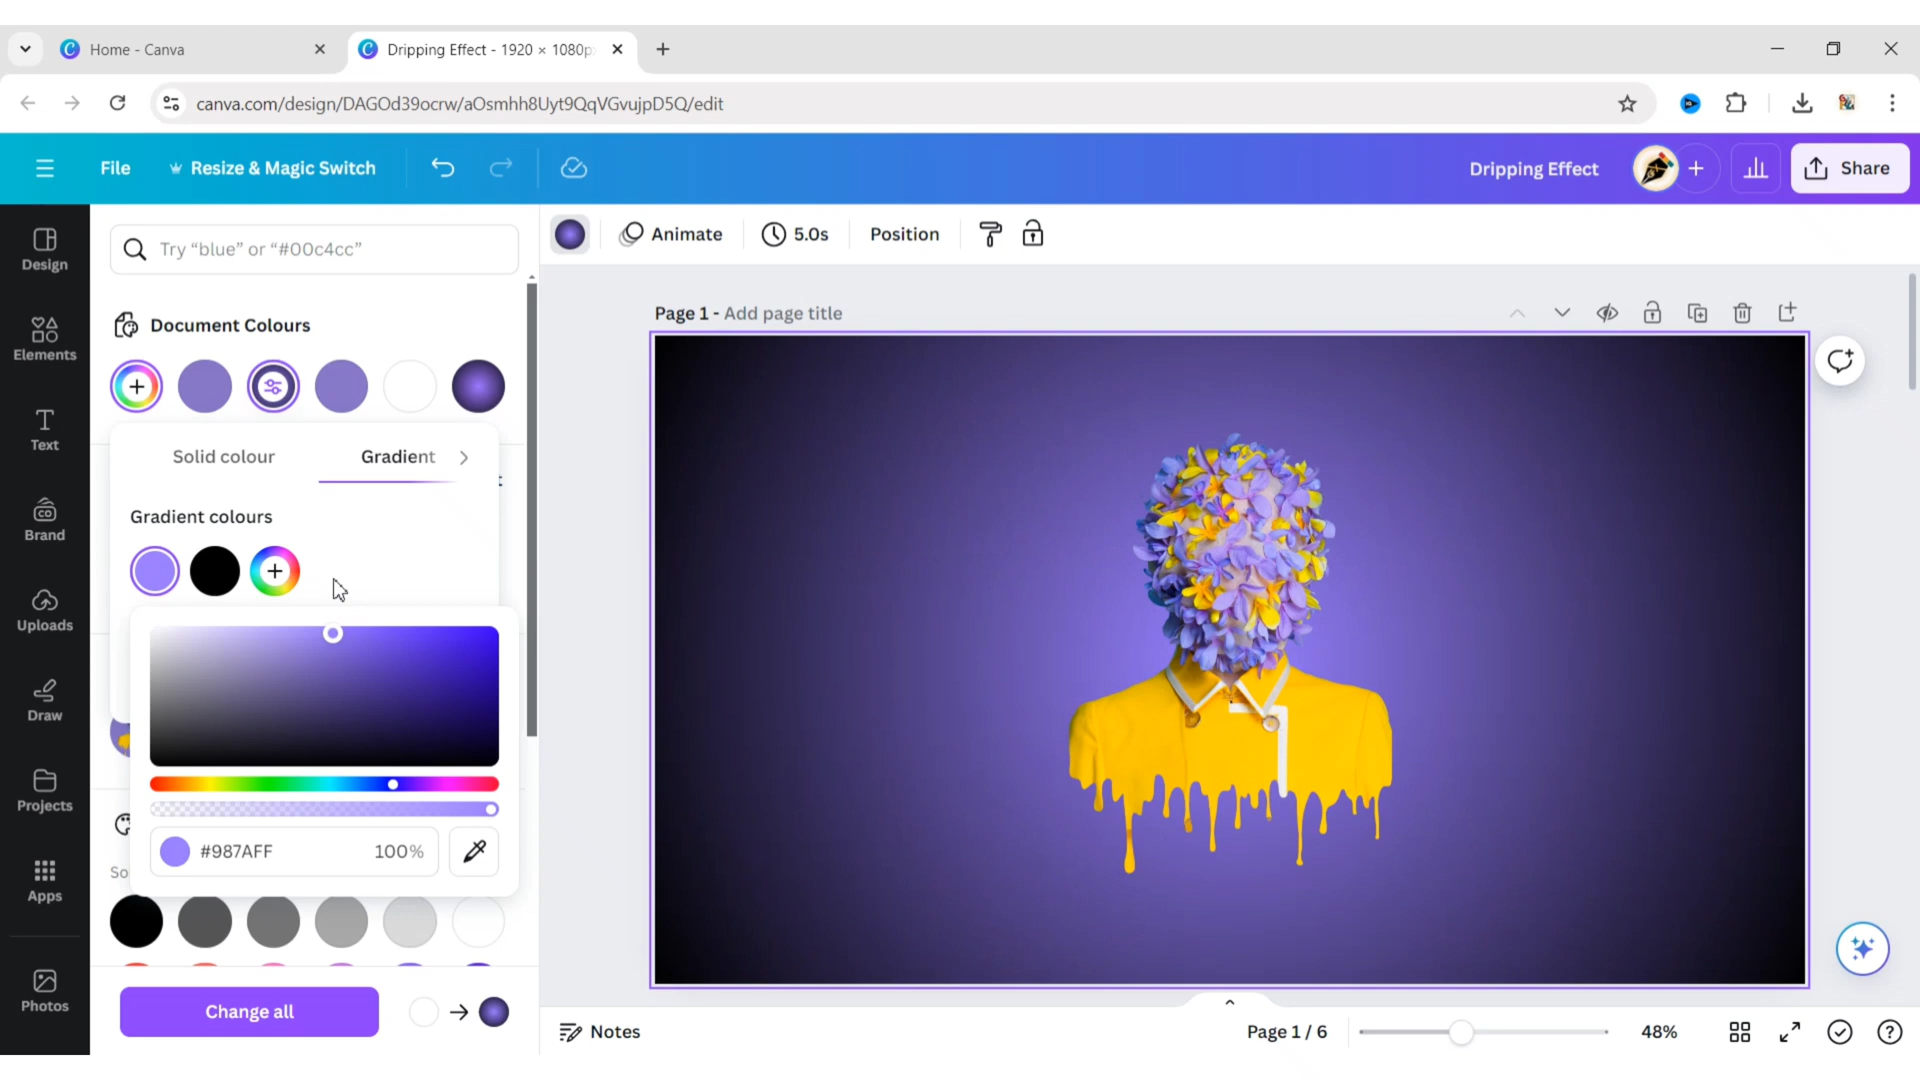 Home - Canva
Dripping Effect - 1920 × 1080p
canva.com/design/DAGOd39ocrw/aOsmhh8Uyt9QqVGvujpD5Q/edit
File
Resize & Magic Switch
Dripping Effect
Share
Design
Elements
Text
Brand
Uploads
Draw
Projects
Apps
Photos
Try “blue” or “#00c4cc”
Document Colours
Solid colour
Gradient
Gradient colours
#987AFF
100%
So
Change all
Animate
5.0s
Position
Page 1 - Add page title
Notes
Page 1 / 6
48%